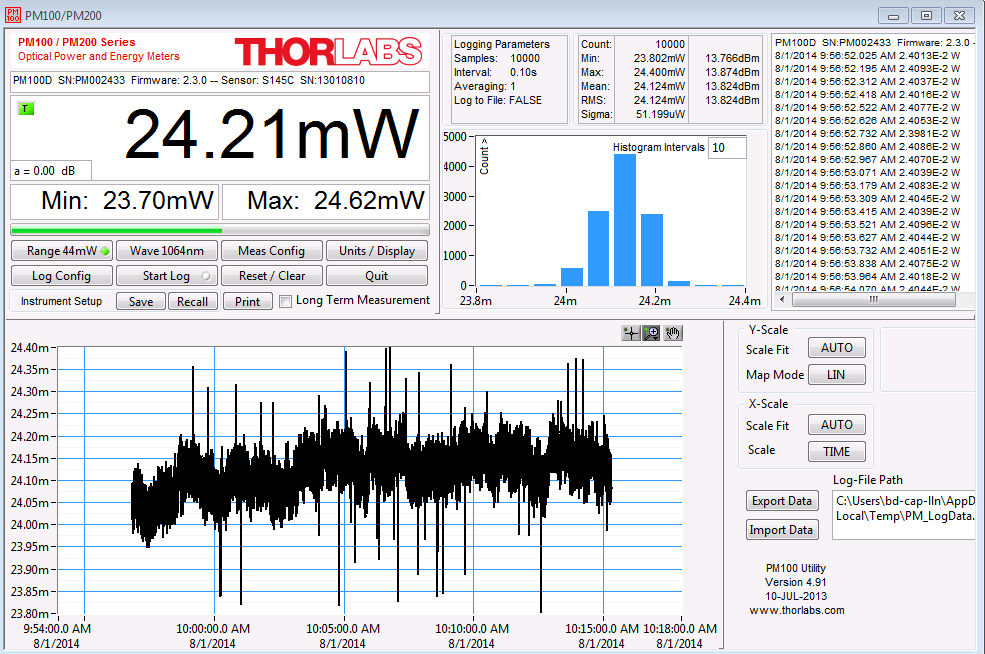 PM100/PM200
PM100 / PM200 Series
Optical Power and Energy Meters
THORLABS
PM100D SN:PM002433 Firmware: 2.3.0 -- Sensor: S145C SN:13010810
T
24.21mW
a = 0.00 dB
Min: 23.70mW
Max: 24.62mW
Range 44mW
Wave 1064nm
Meas Config
Units / Display
Log Config
Start Log
Reset / Clear
Quit
Instrument Setup
Save
Recall
Print
Long Term Measurement
Logging Parameters
Samples: 10000
Interval: 0.10s
Averaging: 1
Log to File: FALSE
Count: 10000
Min: 23.802mW 13.766dBm
Max: 24.400mW 13.874dBm
Mean: 24.124mW 13.824dBm
RMS: 24.124mW 13.824dBm
Sigma: 51.199uW
Histogram Intervals 10
Count >
5000
4000
3000
2000
1000
0
23.8m 24m 24.2m 24.4m
PM100D SN:PM002433 Firmware: 2.3.0 -
8/1/2014 9:56:52.025 AM 2.4013E-2 W
8/1/2014 9:56:52.195 AM 2.4093E-2 W
8/1/2014 9:56:52.312 AM 2.4037E-2 W
8/1/2014 9:56:52.418 AM 2.4016E-2 W
8/1/2014 9:56:52.522 AM 2.4077E-2 W
8/1/2014 9:56:52.626 AM 2.4053E-2 W
8/1/2014 9:56:52.732 AM 2.3981E-2 W
8/1/2014 9:56:52.860 AM 2.4086E-2 W
8/1/2014 9:56:52.967 AM 2.4070E-2 W
8/1/2014 9:56:53.071 AM 2.4039E-2 W
8/1/2014 9:56:53.179 AM 2.4083E-2 W
8/1/2014 9:56:53.309 AM 2.4045E-2 W
8/1/2014 9:56:53.415 AM 2.4039E-2 W
8/1/2014 9:56:53.521 AM 2.4096E-2 W
8/1/2014 9:56:53.627 AM 2.4044E-2 W
8/1/2014 9:56:53.732 AM 2.4051E-2 W
8/1/2014 9:56:53.838 AM 2.4075E-2 W
8/1/2014 9:56:53.964 AM 2.4018E-2 W
8/1/2014 9:56:54.070 AM 2.4044E-2 W
24.40m
24.35m
24.30m
24.25m
24.20m
24.15m
24.10m
24.05m
24.00m
23.95m
23.90m
23.85m
23.80m
9:54:00.0 AM 10:00:00.0 AM 10:05:00.0 AM 10:10:00.0 AM 10:15:00.0 AM 10:18:00.0 AM
8/1/2014 8/1/2014 8/1/2014 8/1/2014 8/1/2014 8/1/2014
Y-Scale
Scale Fit AUTO
Map Mode LIN
X-Scale
Scale Fit AUTO
Scale TIME
Log-File Path
Export Data
Import Data
C:\Users\bd-cap-lln\AppD
Local\Temp\PM_LogData.
PM100 Utility
Version 4.91
10-JUL-2013
www.thorlabs.com